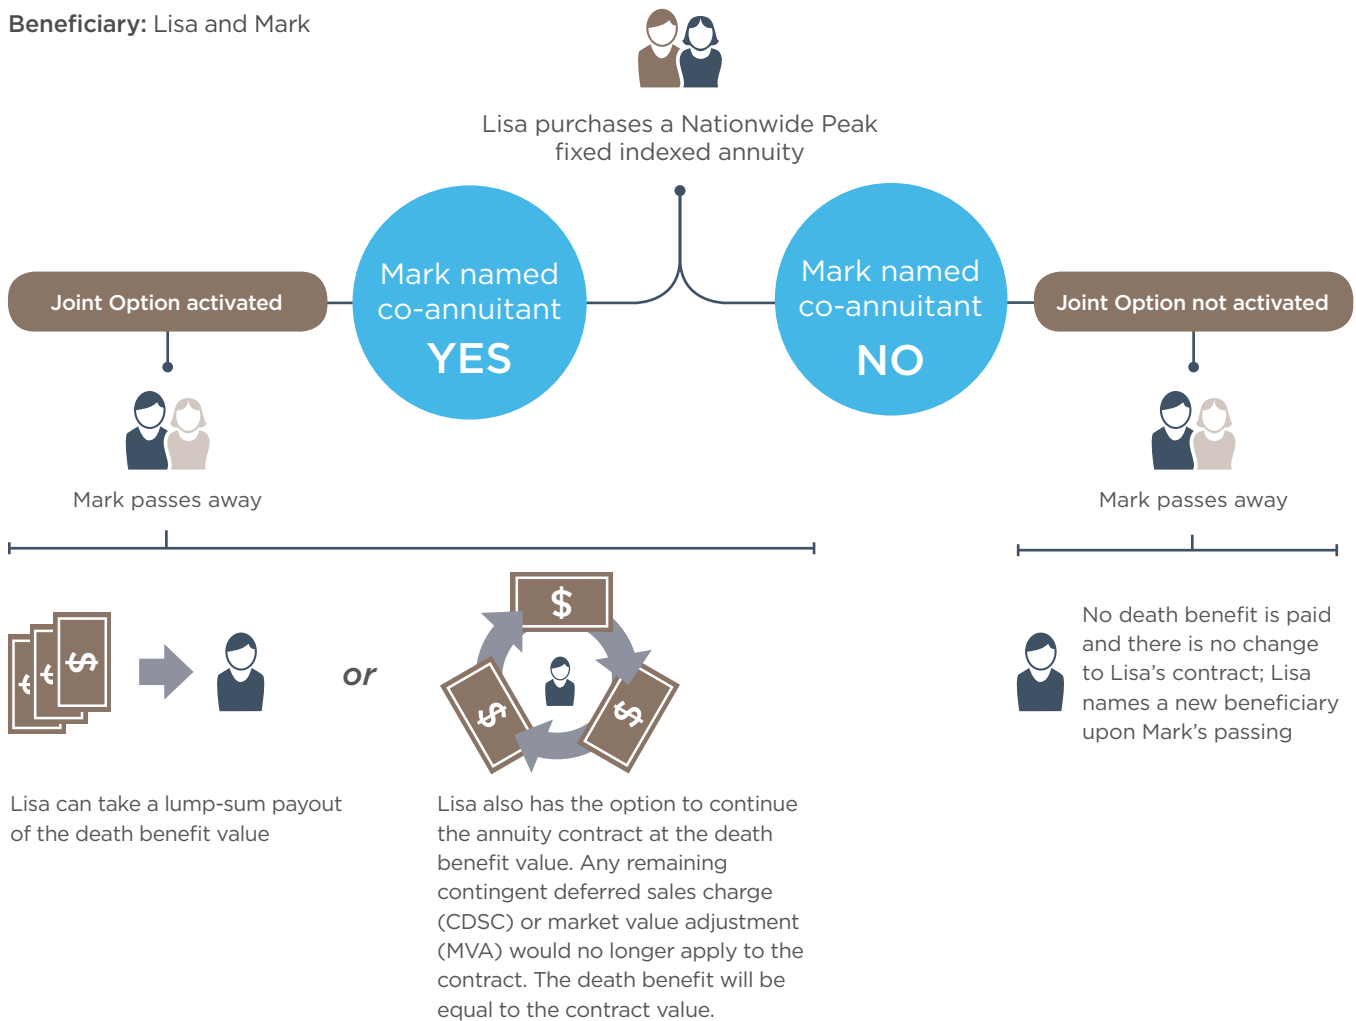 Beneficiary: Lisa and Mark
Lisa purchases a Nationwide Peak
fixed indexed annuity
Mark named
co-annuitant
YES
Mark named
co-annuitant
NO
Joint Option activated
Joint Option not activated
Mark passes away
Mark passes away
$
$
$
or
$
$
$
Lisa can take a lump-sum payout
of the death benefit value
Lisa also has the option to continue
the annuity contract at the death
benefit value. Any remaining
contingent deferred sales charge
(CDSC) or market value adjustment
(MVA) would no longer apply to the
contract. The death benefit will be
equal to the contract value.
No death benefit is paid
and there is no change
to Lisa’s contract; Lisa
names a new beneficiary
upon Mark’s passing